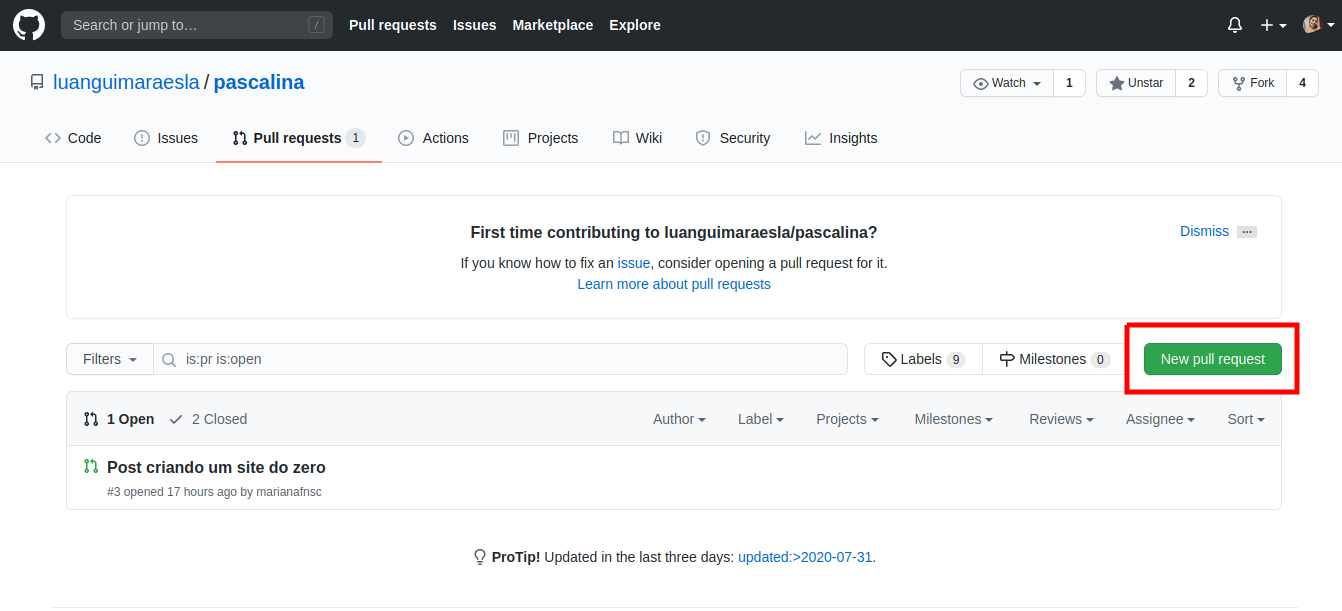 Search or jump to… /
Pull requests Issues Marketplace Explore
luanguimaraesla / pascalina
Watch 1 Unstar 2 Fork 4
Code Issues Pull requests 1 Actions Projects Wiki Security Insights
First time contributing to luanguimaraesla/pascalina?
Dismiss
If you know how to fix an issue, consider opening a pull request for it.
Learn more about pull requests
Filters is:pr is:open Labels 9 Milestones 0 New pull request
1 Open 2 Closed Author Label Projects Milestones Reviews Assignee Sort
Post criando um site do zero
#3 opened 17 hours ago by marianafnsc
ProTip! Updated in the last three days: updated:>2020-07-31.